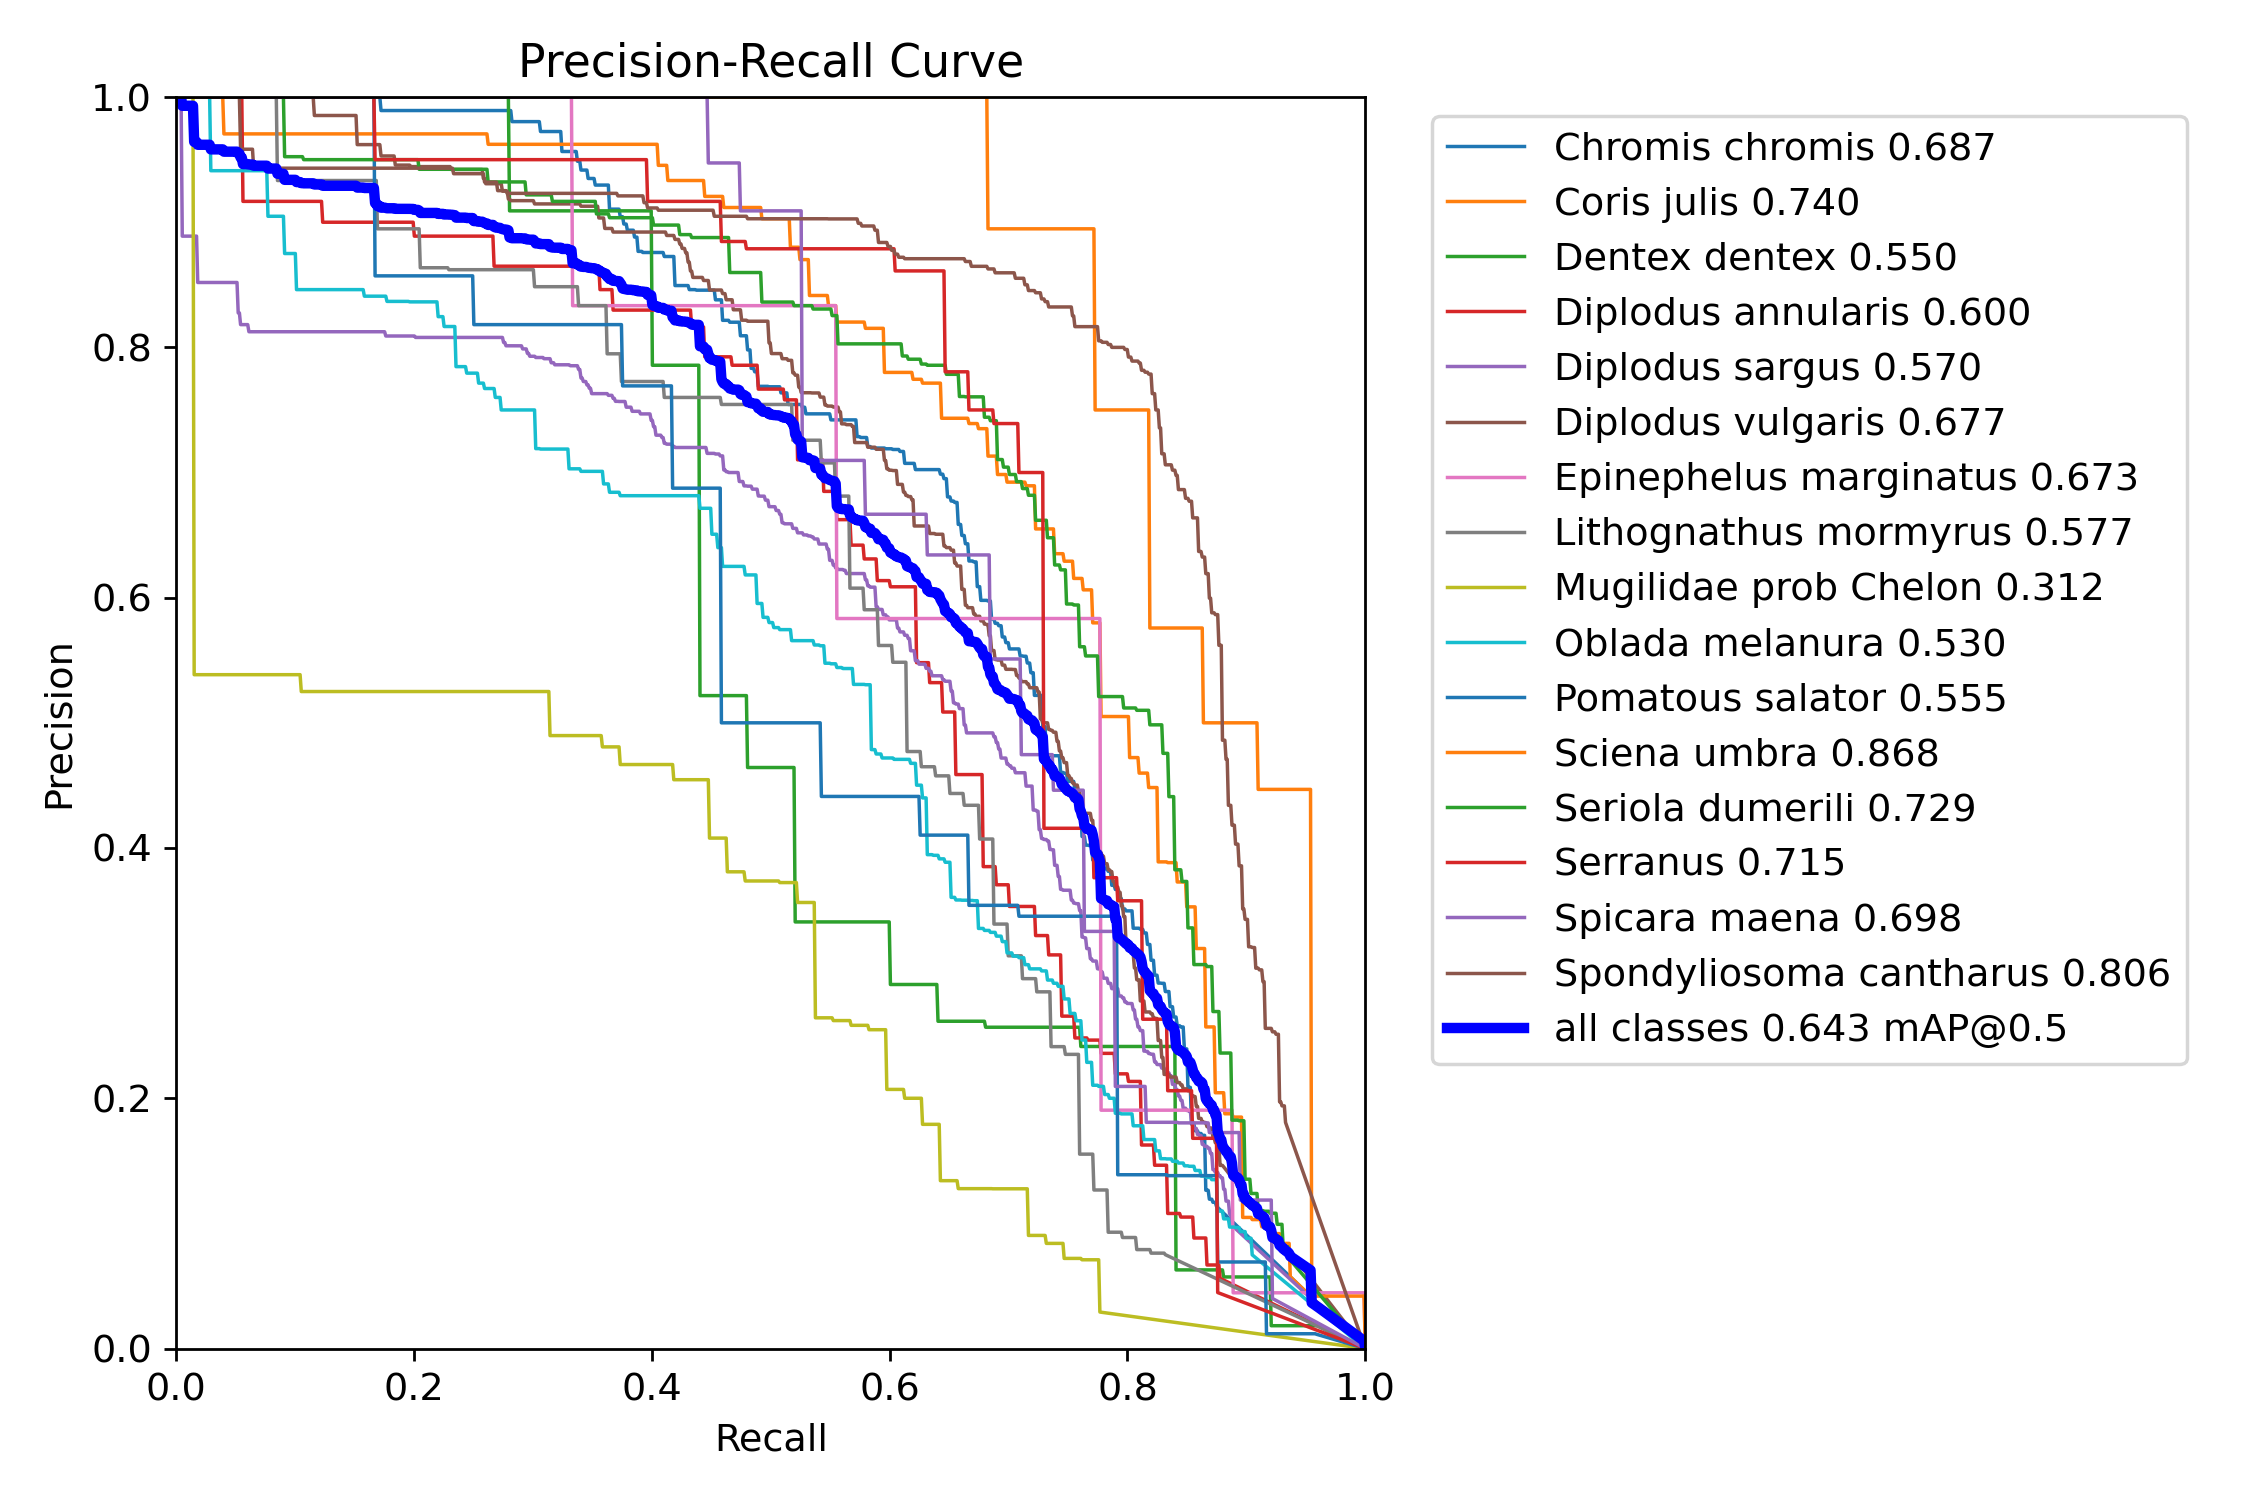 Precision-Recall Curve
1.0
0.8
0.6
0.4
0.2
0.0
Precision
0.0 0.2 0.4 0.6 0.8 1.0
Recall
Chromis chromis 0.687
Coris julis 0.740
Dentex dentex 0.550
Diplodus annularis 0.600
Diplodus sargus 0.570
Diplodus vulgaris 0.677
Epinephelus marginatus 0.673
Lithognathus mormyrus 0.577
Mugilidae prob Chelon 0.312
Oblada melanura 0.530
Pomatous salator 0.555
Sciena umbra 0.868
Seriola dumerili 0.729
Serranus 0.715
Spicara maena 0.698
Spondyliosoma cantharus 0.806
all classes 0.643 mAP@0.5